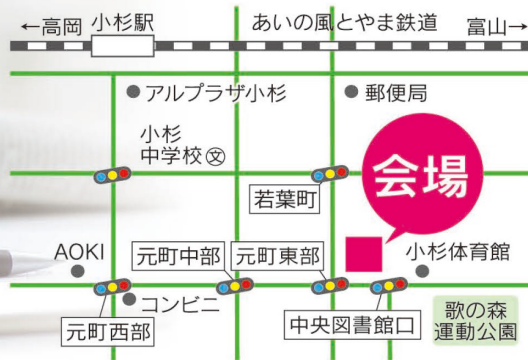 ←高岡
小杉駅
あいの風とやま鉄道
富山→
アルプラザ小杉
郵便局
小杉
中学校
文
若葉町
会場
AOKI
元町中部
元町東部
小杉体育館
コンビニ
元町西部
中央図書館口
歌の森
運動公園